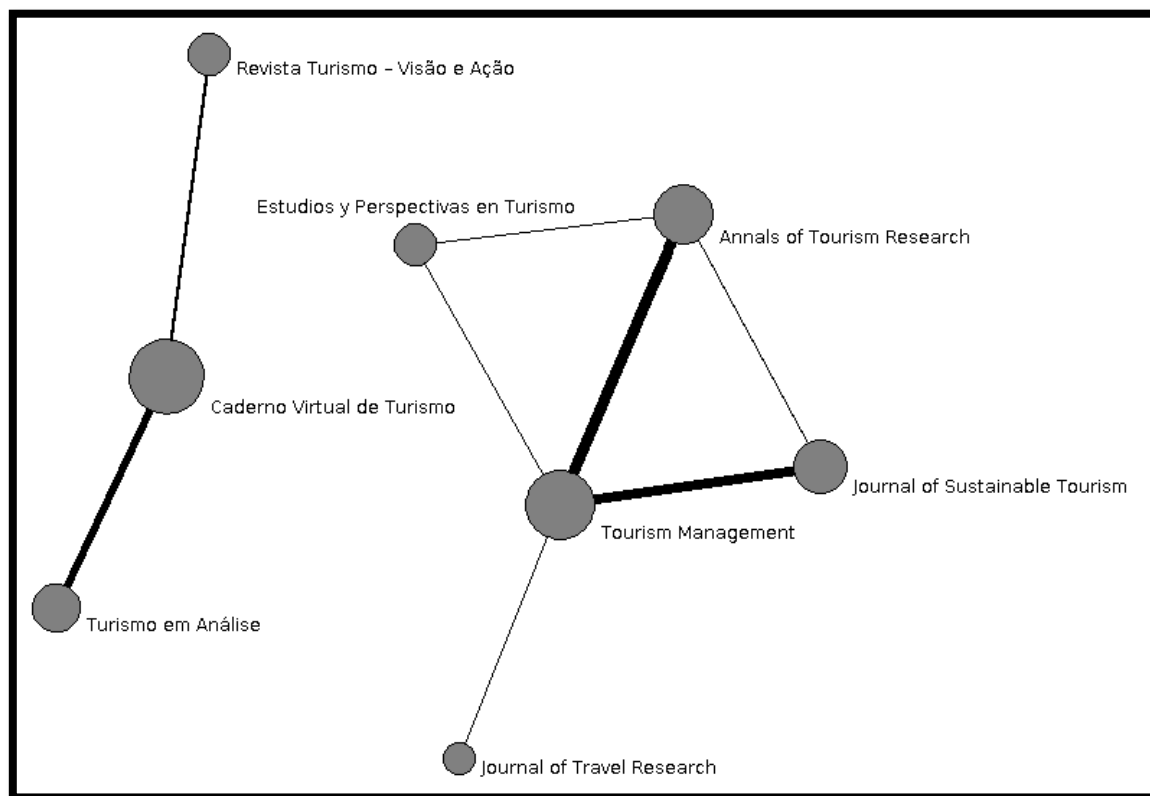 Revista Turismo – Visão e Ação
Estudios y Perspectivas en Turismo
Annals of Tourism Research
Caderno Virtual de Turismo
Journal of Sustainable Tourism
Tourism Management
Turismo em Análise
Journal of Travel Research